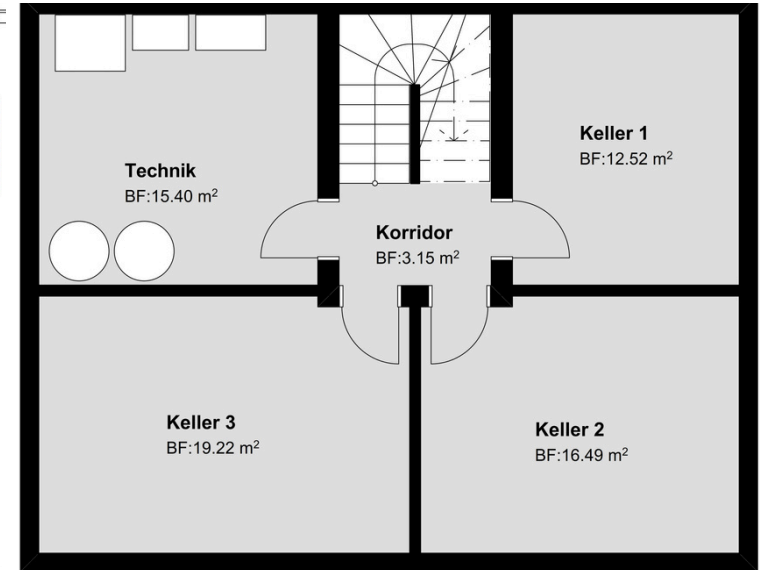 Technik
BF:15.40 m²
Keller 1
BF:12.52 m²
Korridor
BF:3.15 m²
Keller 3
BF:19.22 m²
Keller 2
BF:16.49 m²